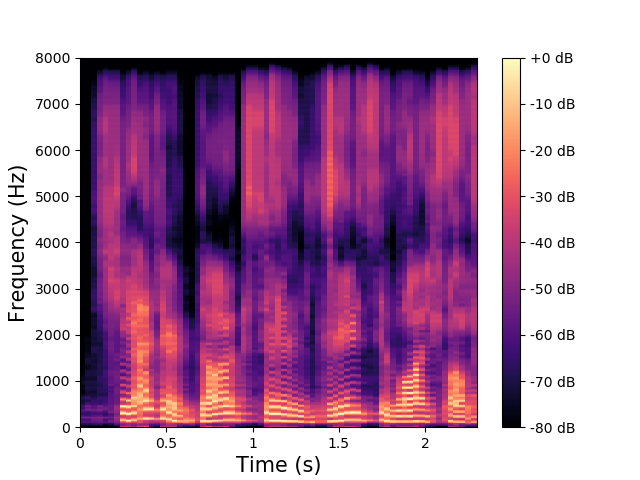 8000
7000
6000
5000
4000
3000
2000
1000
0
Frequency (Hz)
0
0.5
1
1.5
2
Time (s)
+0 dB
-10 dB
-20 dB
-30 dB
-40 dB
-50 dB
-60 dB
-70 dB
-80 dB